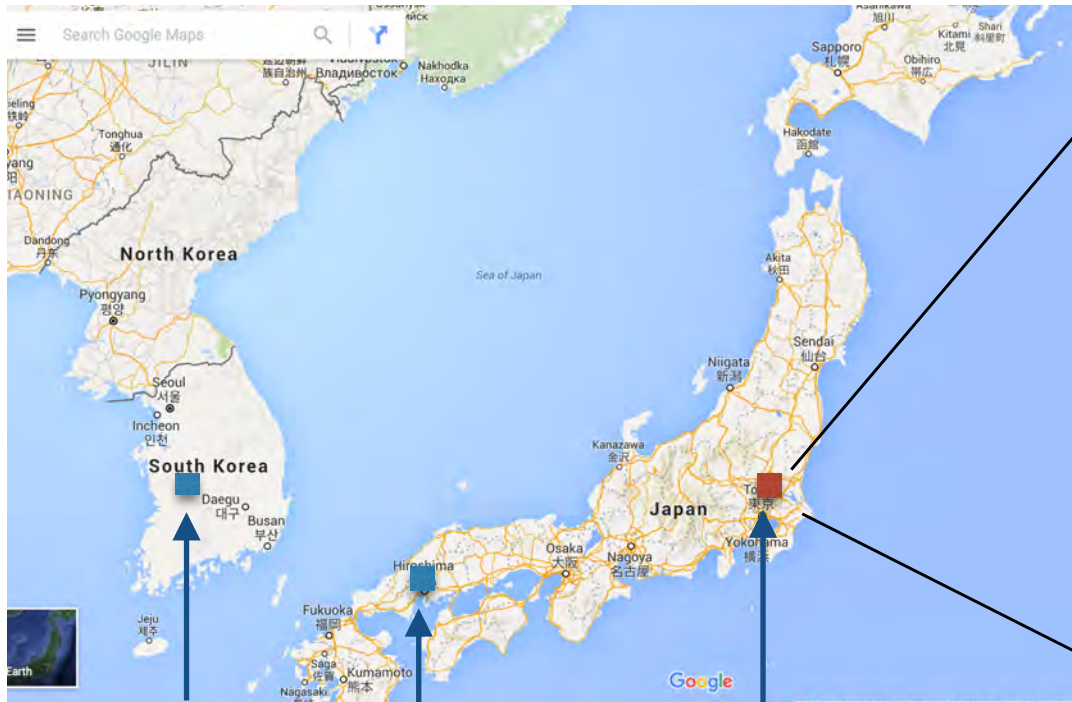 Search Google Maps
JILIN
Nakhodka
Находка
Владивосток
Tonghua
通化
Dandong
丹东
North Korea
Pyongyang
평양
Seoul
서울
Incheon
인천
South Korea
Daegu
대구
Busan
부산
Jeju
제주
Earth
Sea of Japan
Asahikawa
旭川
Kitami
北見
Shari
斜里町
Sapporo
札幌
Obihiro
帯広
Hakodate
函館
Akita
秋田
Sendai
仙台
Niigata
新潟
Kanazawa
金沢
Japan
東京
Yokohama
Nagoya
名古屋
Osaka
大阪
Hiroshima
Fukuoka
福岡
Saga
佐賀
Kumamoto
熊本
Nagasaki
Google